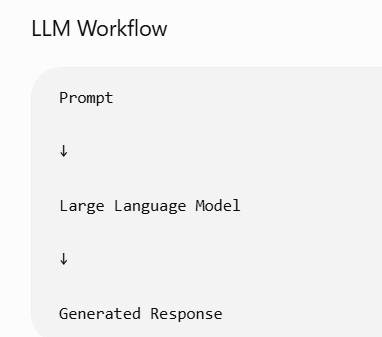 LLM Workflow
Prompt
↓
Large Language Model
↓
Generated Response